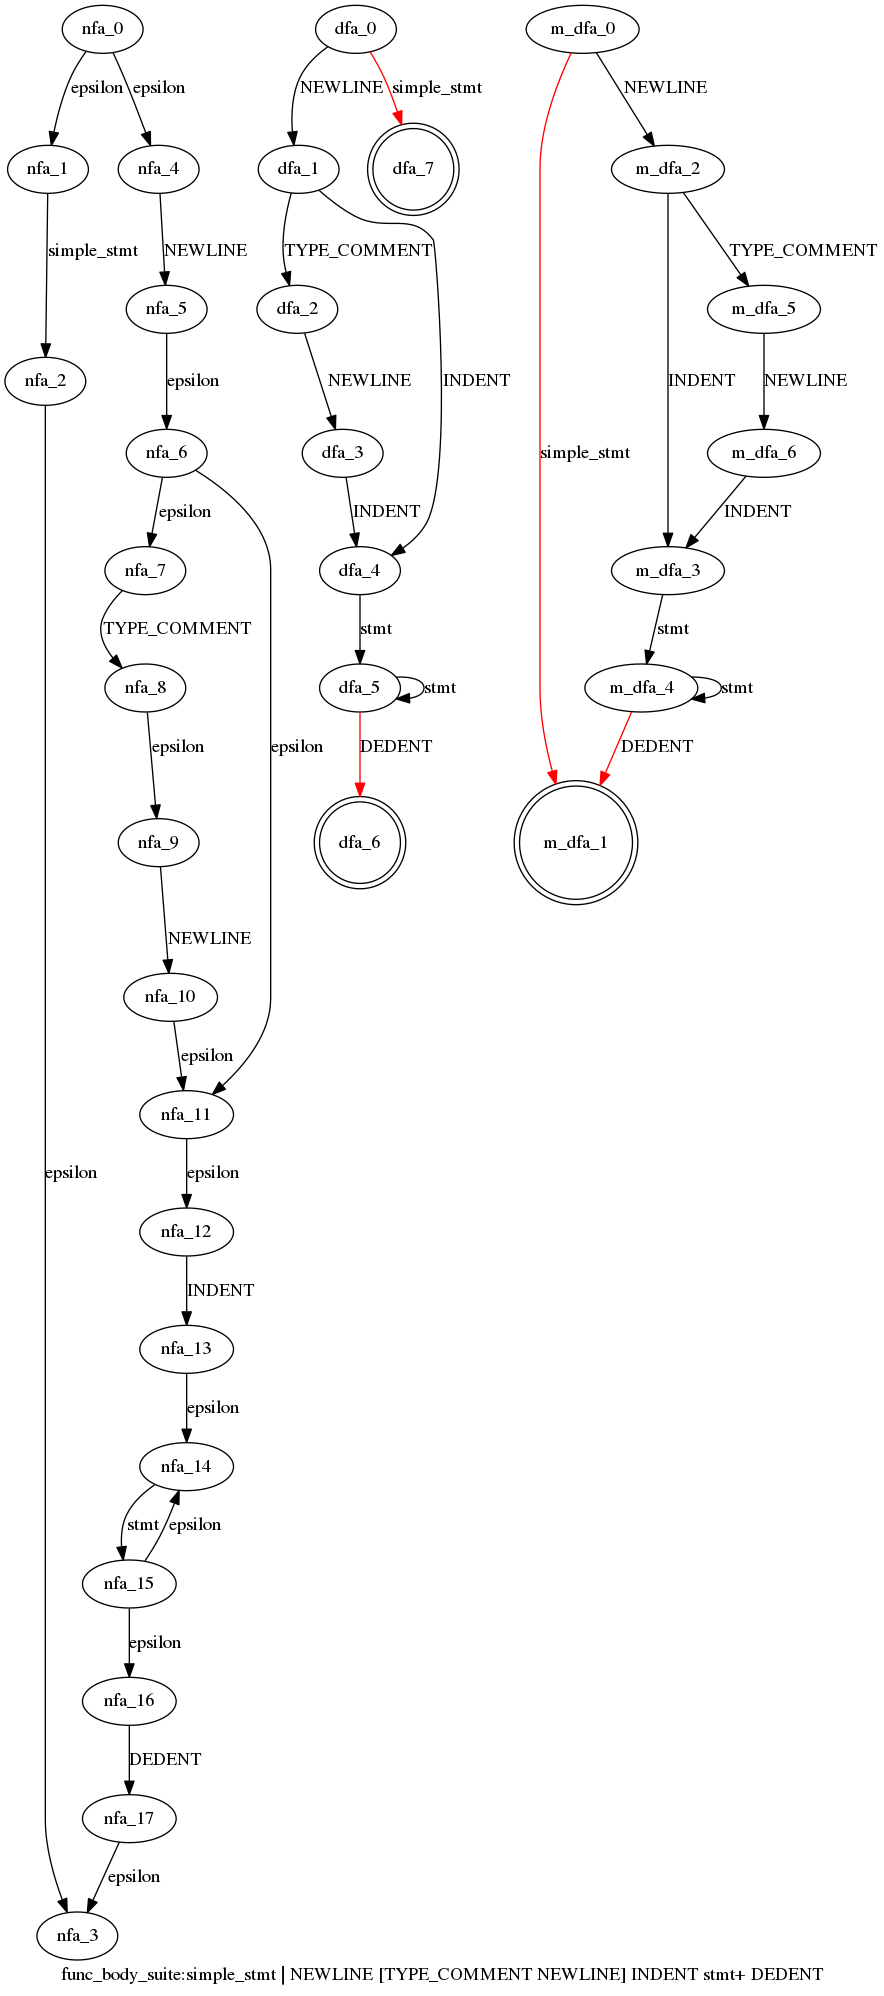 nfa_0
dfa_0
m_dfa_0
epsilon
epsilon
NEWLINE
simple_stmt
NEWLINE
nfa_1
nfa_4
dfa_1
dfa_7
m_dfa_2
simple_stmt
NEWLINE
TYPE_COMMENT
TYPE_COMMENT
nfa_5
dfa_2
m_dfa_5
nfa_2
epsilon
NEWLINE
INDENT
INDENT
NEWLINE
nfa_6
dfa_3
simple_stmt
m_dfa_6
epsilon
INDENT
INDENT
nfa_7
dfa_4
m_dfa_3
TYPE_COMMENT
stmt
stmt
nfa_8
dfa_5
stmt
m_dfa_4
stmt
epsilon
epsilon
DEDENT
DEDENT
nfa_9
dfa_6
m_dfa_1
NEWLINE
nfa_10
epsilon
nfa_11
epsilon
epsilon
nfa_12
INDENT
nfa_13
epsilon
nfa_14
stmt
epsilon
nfa_15
epsilon
nfa_16
DEDENT
nfa_17
epsilon
nfa_3
func_body_suite:simple_stmt | NEWLINE [TYPE_COMMENT NEWLINE] INDENT stmt+ DEDENT